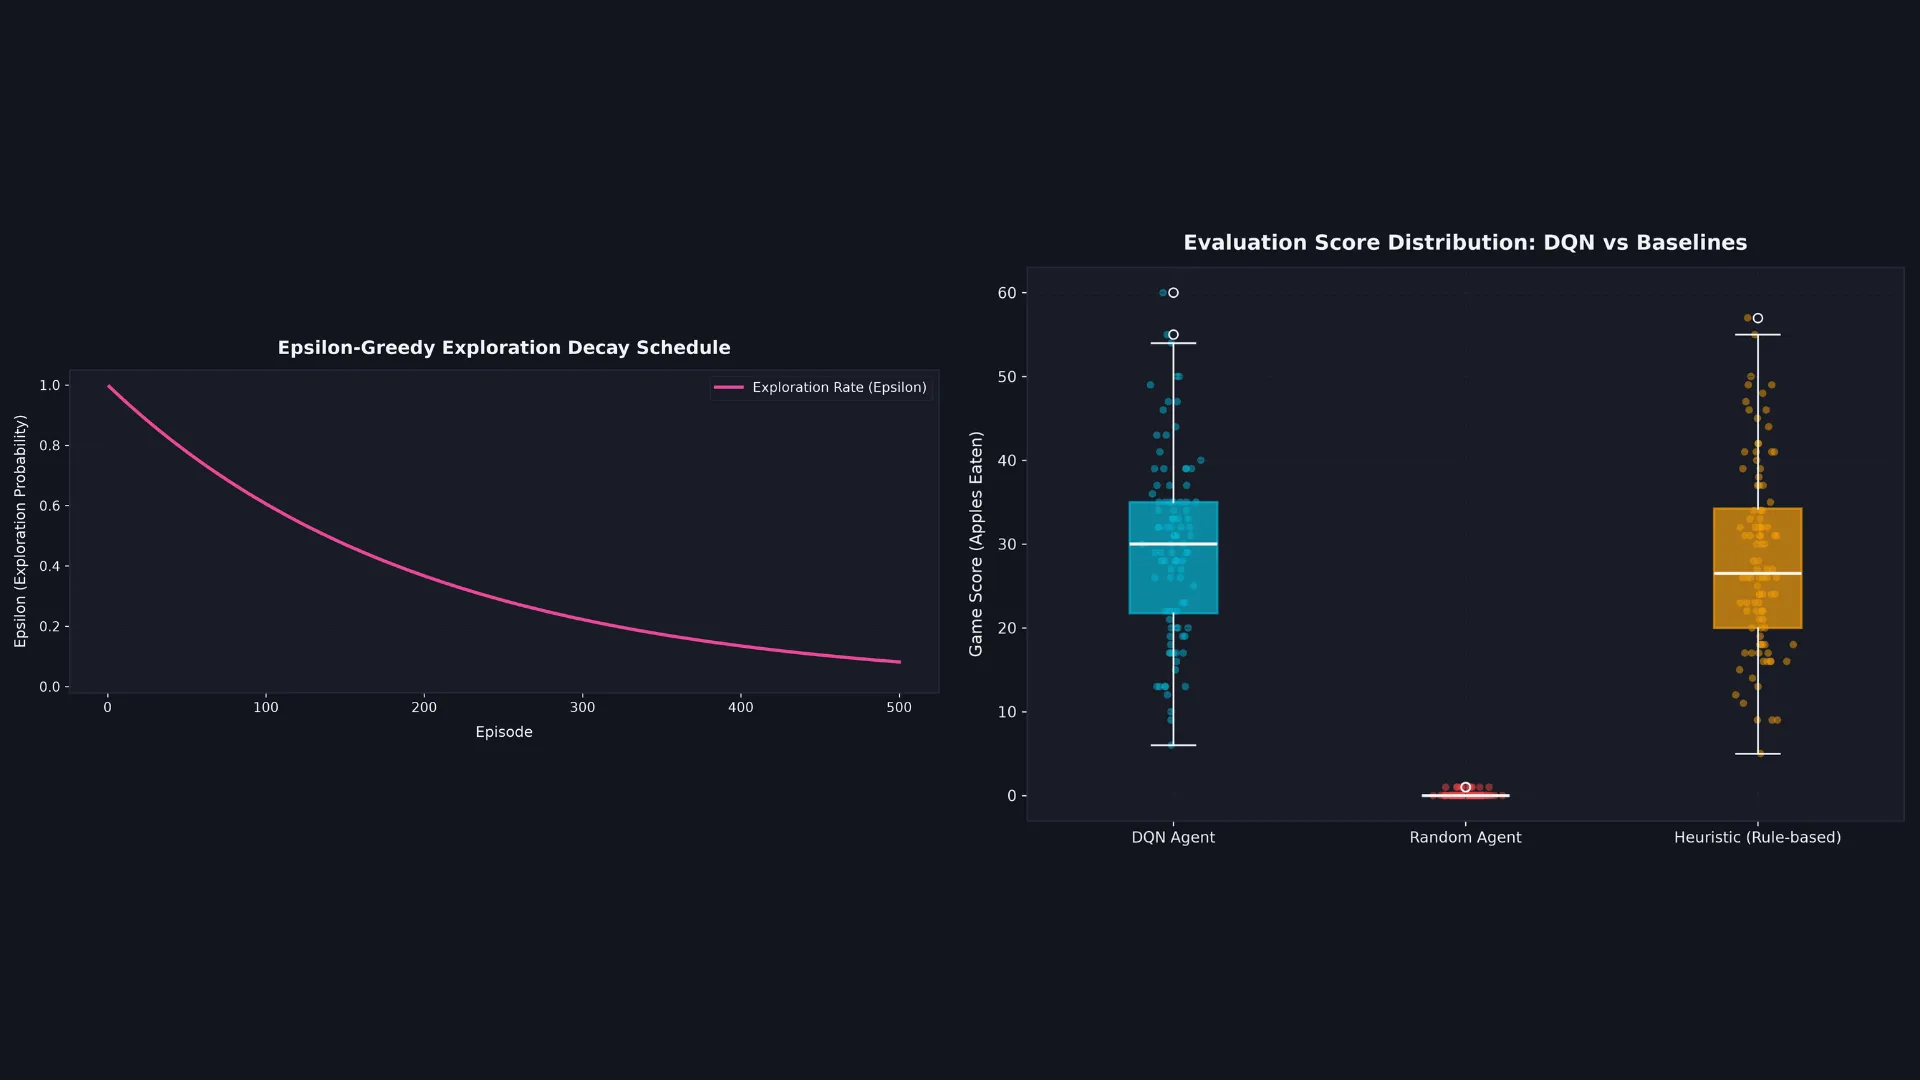 Epsilon-Greedy Exploration Decay Schedule
Exploration Rate (Epsilon)
Epsilon (Exploration Probability)
1.0
0.8
0.6
0.4
0.2
0.0
0 100 200 300 400 500
Episode
Evaluation Score Distribution: DQN vs Baselines
Game Score (Apples Eaten)
60
50
40
30
20
10
0
DQN Agent Random Agent Heuristic (Rule-based)